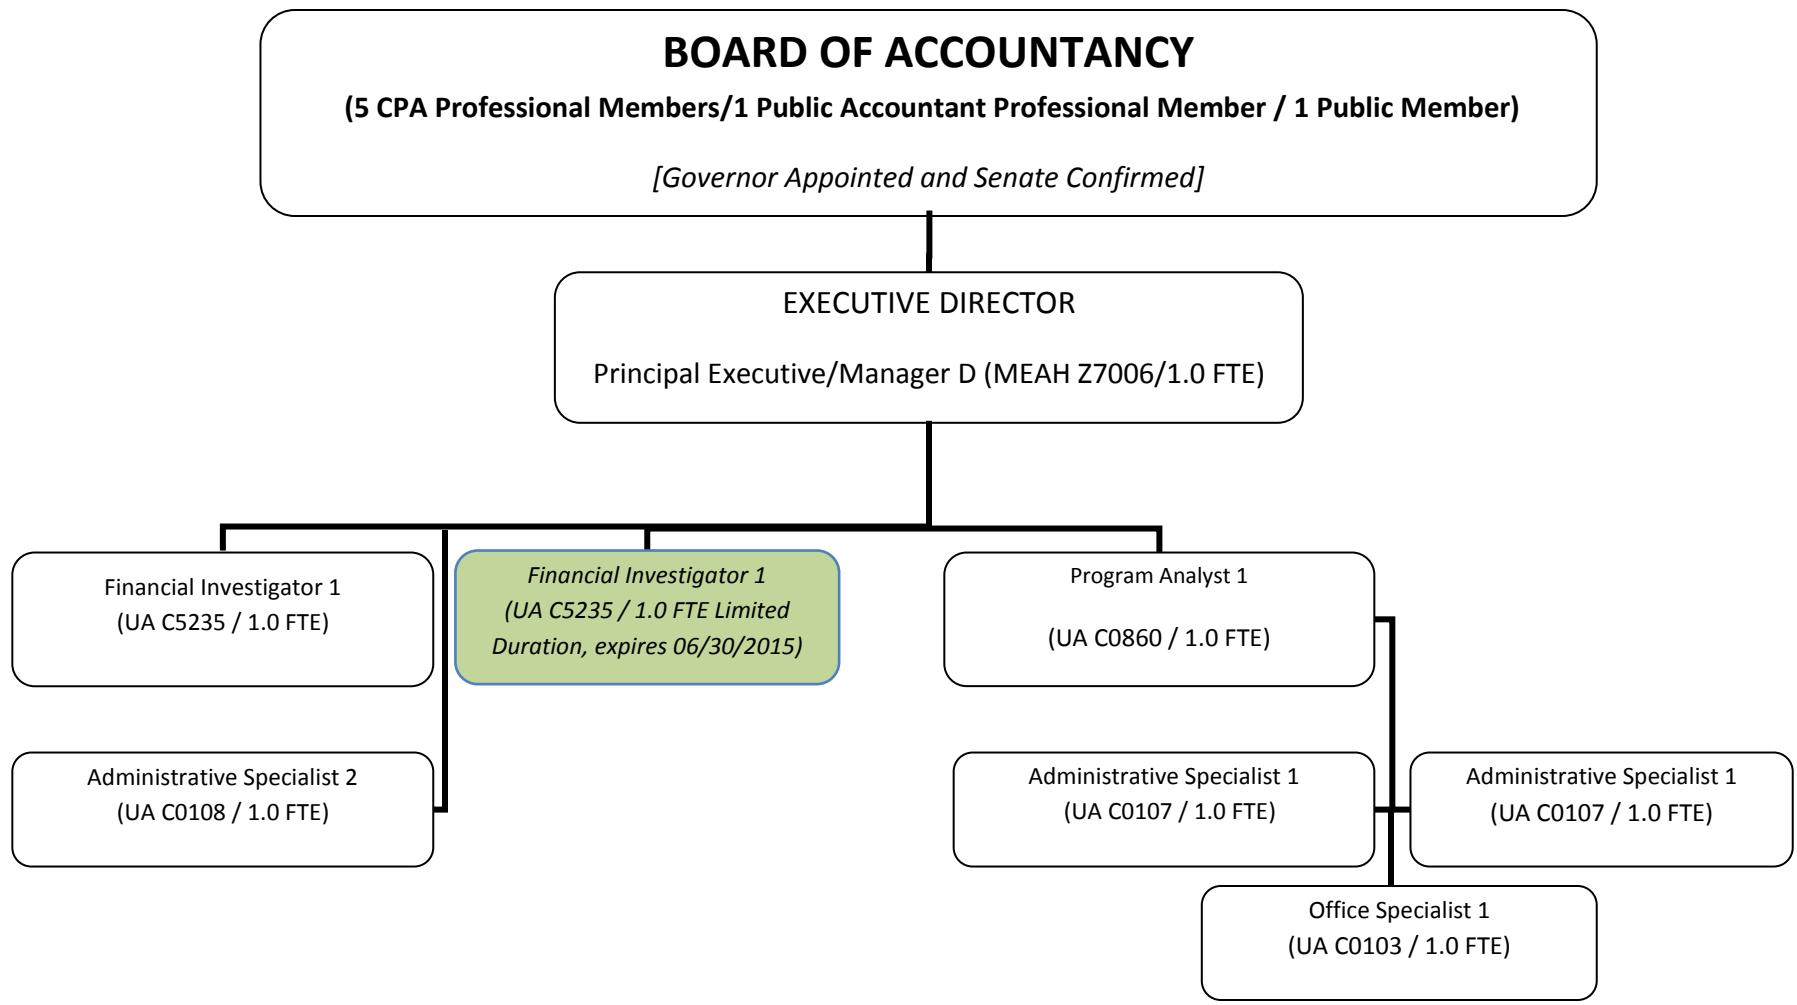 BOARD OF ACCOUNTANCY
(5 CPA Professional Members/1 Public Accountant Professional Member / 1 Public Member)
[Governor Appointed and Senate Confirmed]
EXECUTIVE DIRECTOR
Principal Executive/Manager D (MEAH Z7006/1.0 FTE)
Financial Investigator 1
(UA C5235 / 1.0 FTE)
Financial Investigator 1
(UA C5235 / 1.0 FTE Limited
Duration, expires 06/30/2015)
Program Analyst 1
(UA C0860 / 1.0 FTE)
Administrative Specialist 2
(UA C0108 / 1.0 FTE)
Administrative Specialist 1
(UA C0107 / 1.0 FTE)
Administrative Specialist 1
(UA C0107 / 1.0 FTE)
Office Specialist 1
(UA C0103 / 1.0 FTE)